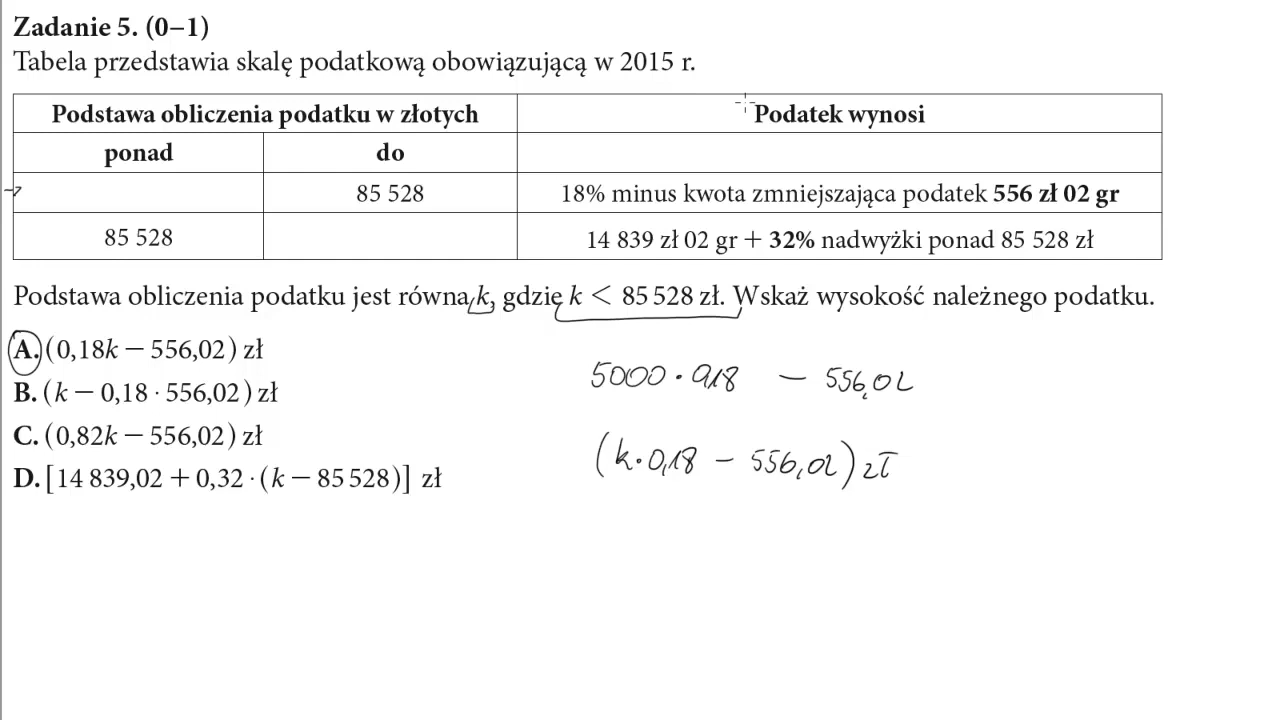 Zadanie 5. (0–1)
Tabela przedstawia skalę podatkową obowiązującą w 2015 r.
Podstawa obliczenia podatku w złotych Podatek wynosi
ponad do
85 528 18% minus kwota zmniejszająca podatek 556 zł 02 gr
85 528 14 839 zł 02 gr + 32% nadwyżki ponad 85 528 zł
Podstawa obliczenia podatku jest równa k, gdzie k < 85 528 zł. Wskaż wysokość należnego podatku.
A. (0,18k − 556,02) zł
B. (k − 0,18 · 556,02) zł
C. (0,82k − 556,02) zł
D. [14 839,02 + 0,32 · (k − 85 528)] zł
5000 · 0,18 − 556,02
(k · 0,18 − 556,02) zł